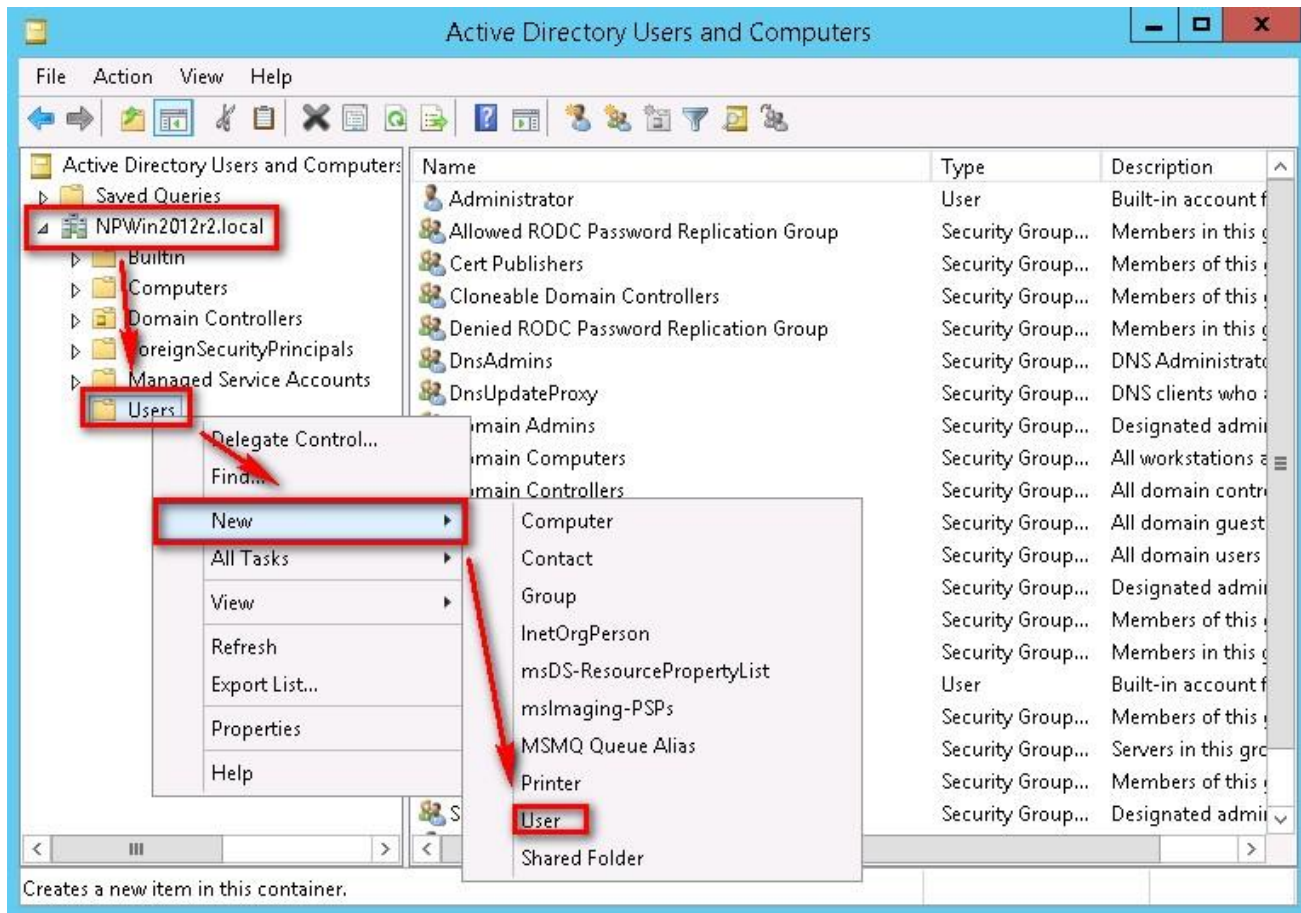 Active Directory Users and Computers
File Action View Help
Active Directory Users and Computers
Saved Queries
NPWin2012r2.local
Builtin
Computers
Domain Controllers
ForeignSecurityPrincipals
Managed Service Accounts
Users
Name Type Description
Administrator User Built-in account f
Allowed RODC Password Replication Group Security Group... Members in this g
Cert Publishers Security Group... Members of this
Cloneable Domain Controllers Security Group... Members of this
Denied RODC Password Replication Group Security Group... Members in this g
DnsAdmins Security Group... DNS Administrato
DnsUpdateProxy Security Group... DNS clients who
omain Admins Security Group... Designated admi
omain Computers Security Group... All workstations a
omain Controllers Security Group... All domain contr
Security Group... All domain guest
Security Group... All domain users
Security Group... Designated admi
Security Group... Members of this
Security Group... Members in this g
User Built-in account f
Security Group... Members of this
Security Group... Servers in this gro
Security Group... Members of this
S Security Group... Designated admi
Delegate Control...
Find...
New
All Tasks
View
Refresh
Export List...
Properties
Help
Computer
Contact
Group
InetOrgPerson
msDS-ResourcePropertyList
msImaging-PSPs
MSMQ Queue Alias
Printer
User
Shared Folder
Creates a new item in this container.